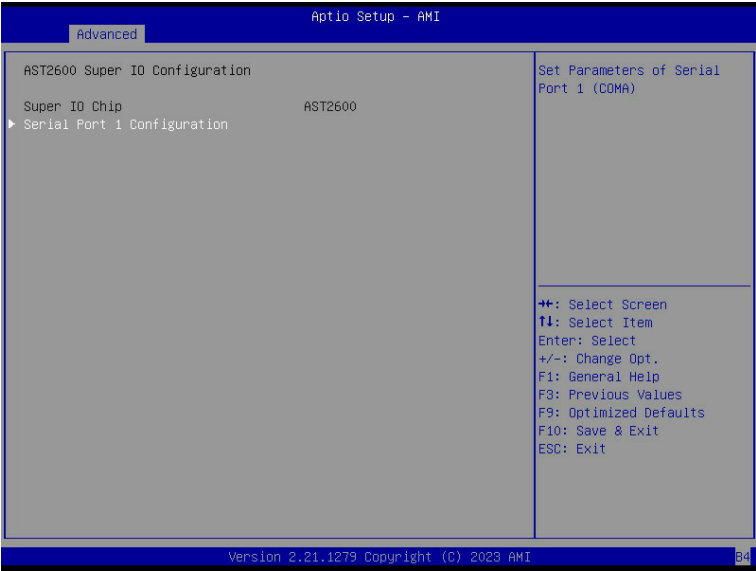 Aptio Setup – AMI
Advanced
AST2600 Super IO Configuration
Super IO Chip AST2600
Serial Port 1 Configuration
Set Parameters of Serial
Port 1 (COMA)
→←: Select Screen
↑↓: Select Item
Enter: Select
+/-: Change Opt.
F1: General Help
F3: Previous Values
F9: Optimized Defaults
F10: Save & Exit
ESC: Exit
Version 2.21.1279 Copyright (C) 2023 AMI
B4